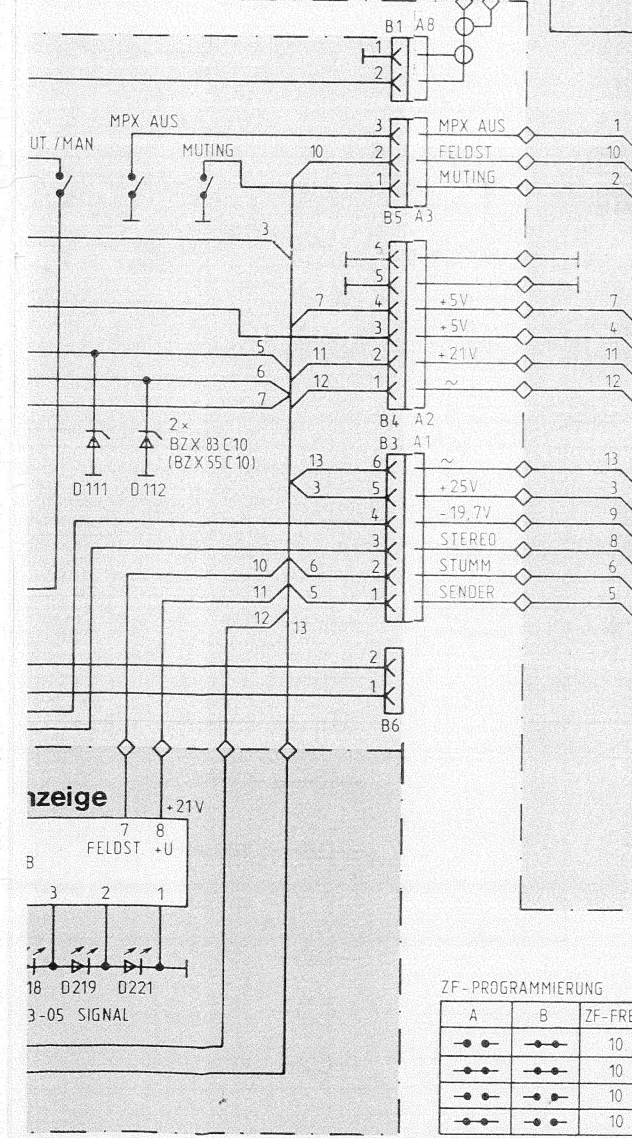 B1 A8
1
2
MPX AUS
UT./MAN
MUTING
10
3 MPX AUS 1
2 FELDST 10
1 MUTING 2
B5 A3
3
4
5
7 4 +5V 7
3 +5V 4
5 11 2 +21V 11
6 12 1 ~ 12
7
B4 A2
B3 A1
2×
BZX 83 C10
(BZX 55 C10)
D111 D112
13 6 ~ 13
3 5 +25V 3
4 -19,7V 9
3 STEREO 8
10 6 2 STUMM 6
11 5 1 SENDER 5
12 13
2
1
B6
nzeige
+21V
7 8
FELDST. +U
B
3 2 1
18 D219 D221
3-05 SIGNAL
ZF-PROGRAMMIERUNG
A B ZF-FRE
10
10
10
10